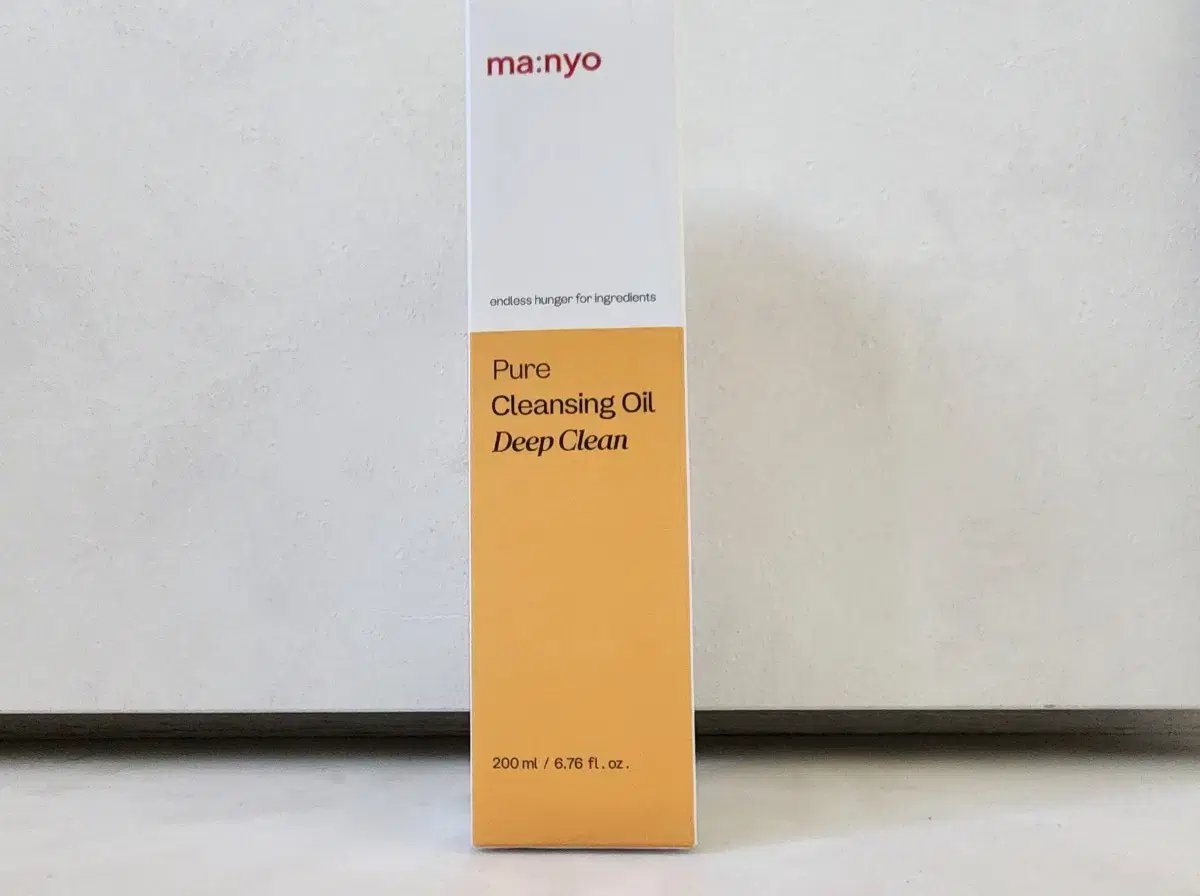 ma:nyo
endless hunger for ingredients
Pure
Cleansing Oil
Deep Clean
200 ml / 6.76 fl. oz.